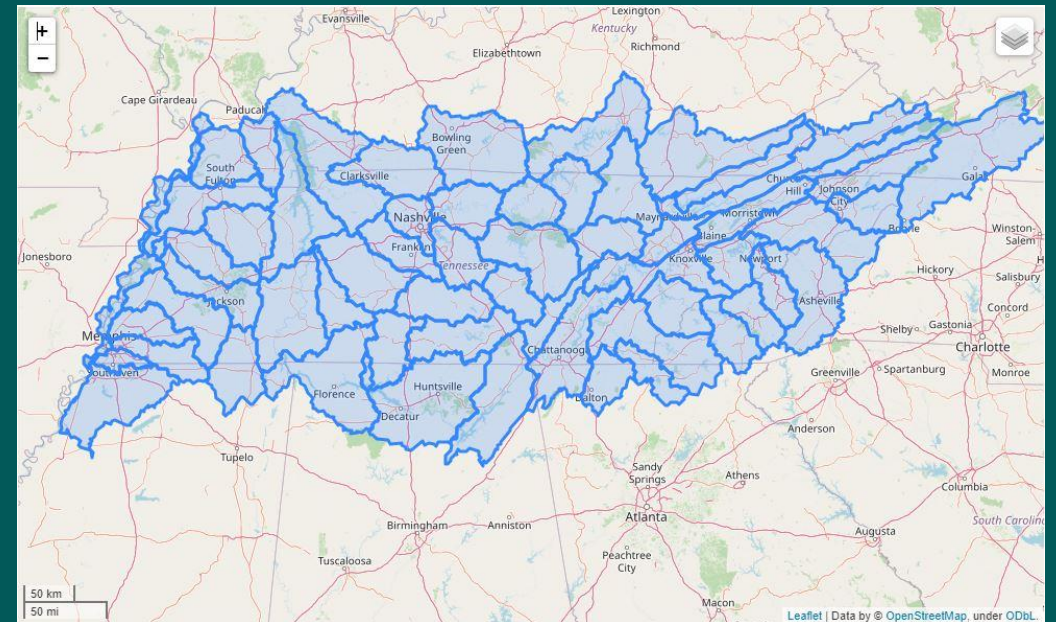 +
−
Evansville
Lexington
Kentucky
Richmond
Elizabethtown
Cape Girardeau
Paducah
Bowling
Green
South
Fulton
Clarksville
Church
Hill
Johnson
City
Galax
Nashville
Maynardville
Morristown
Blaine
Boone
Winston-
Salem
Franklin
Tennessee
Knoxville
Newport
Jonesboro
Hickory
Salisbury
Jackson
Asheville
Concord
Memphis
Shelby
Gastonia
Charlotte
Chattanooga
Southaven
Greenville
Spartanburg
Monroe
Florence
Huntsville
Dalton
Decatur
Anderson
Tupelo
Sandy
Springs
Athens
Columbia
Atlanta
South Carolina
Birmingham
Anniston
Augusta
Tuscaloosa
Peachtree
City
50 km
50 mi
Macon
Leaflet | Data by © OpenStreetMap, under ODbL.